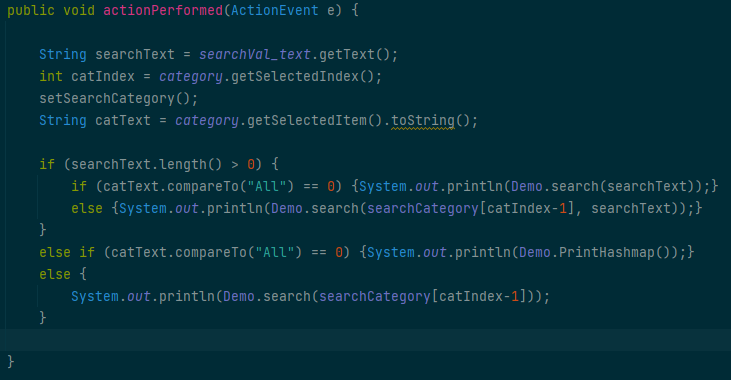 public void actionPerformed(ActionEvent e) {
String searchText = searchVal_text.getText();
int catIndex = category.getSelectedIndex();
setSearchCategory();
String catText = category.getSelectedItem().toString();
if (searchText.length() > 0) {
if (catText.compareTo("All") == 0) {System.out.println(Demo.search(searchText));}
else {System.out.println(Demo.search(searchCategory[catIndex-1], searchText));}
}
else if (catText.compareTo("All") == 0) {System.out.println(Demo.PrintHashmap());}
else {
System.out.println(Demo.search(searchCategory[catIndex-1]));
}
}